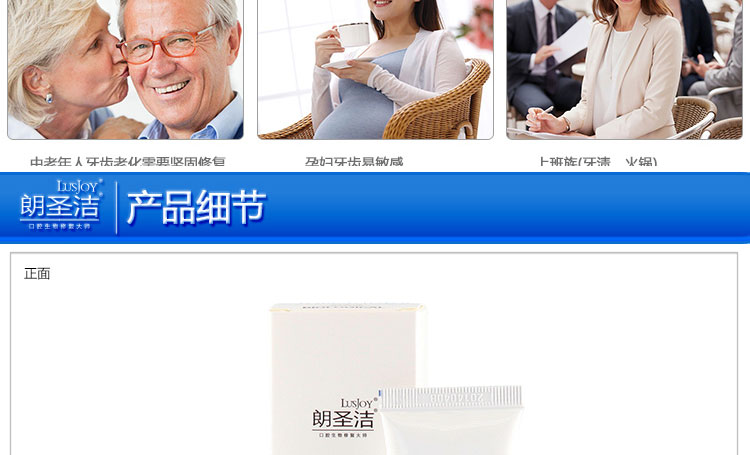 中老年人牙齿老化需要坚固修复
孕妇牙齿易敏感
上班族(牙渍、火锅)
LUSJOY®
朗圣洁®
口腔生物修复大师
产品细节
正面
LUSJOY®
朗圣洁®
口腔生物修复大师